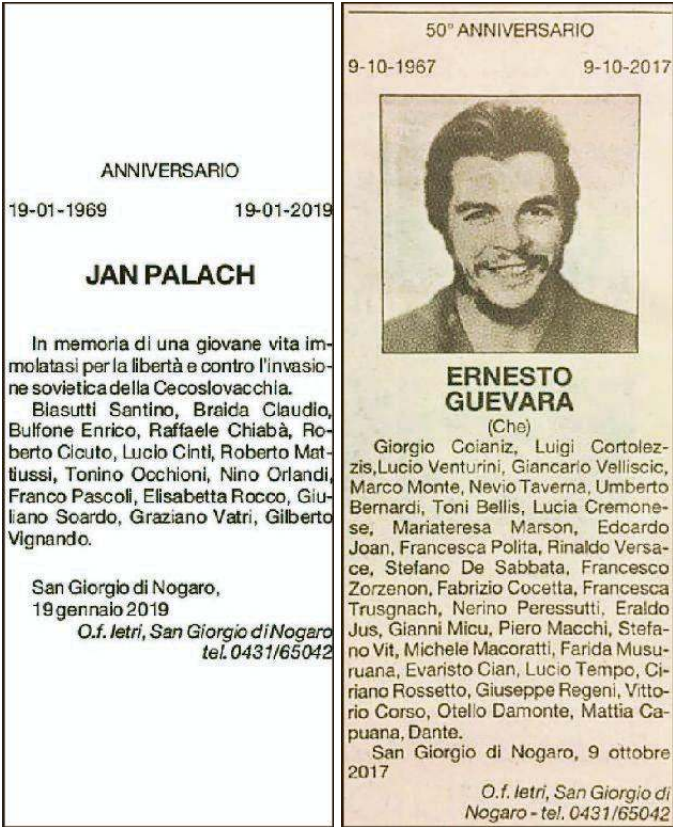 ANNIVERSARIO
19-01-1969 19-01-2019
JAN PALACH
In memoria di una giovane vita im-
molatasi per la libertà e contro l'invasio-
ne sovietica della Cecoslovacchia.
Biasutti Santino, Braida Claudio,
Bulfone Enrico, Raffaele Chiabà, Ro-
berto Cicuto, Lucio Cinti, Roberto Mat-
tiussi, Tonino Occhioni, Nino Orlandi,
Franco Pascoli, Elisabetta Rocco, Giu-
liano Soardo, Graziano Vatri, Gilberto
Vignando.
San Giorgio di Nogaro,
19 gennaio 2019
O.f. Ietri, San Giorgio di Nogaro
tel. 0431/65042
50° ANNIVERSARIO
9-10-1967 9-10-2017
ERNESTO
GUEVARA
(Che)
Giorgio Coianiz, Luigi Cortolez-
zis,Lucio Venturini, Giancarlo Velliscic,
Marco Monte, Nevio Taverna, Umberto
Bernardi, Toni Bellis, Lucia Cremone-
se, Mariateresa Marson, Edoardo
Joan, Francesca Polita, Rinaldo Versa-
ce, Stefano De Sabbata, Francesco
Zorzenon, Fabrizio Cocetta, Francesca
Trusgnach, Nerino Peressutti, Eraldo
Jus, Gianni Micu, Piero Macchi, Stefa-
no Vit, Michele Macoratti, Farida Musu-
ruana, Evaristo Cian, Lucio Tempo, Ci-
riano Rossetto, Giuseppe Regeni, Vitto-
rio Corso, Otello Damonte, Mattia Ca-
puana, Dante.
San Giorgio di Nogaro, 9 ottobre
2017
O.f. Ietri, San Giorgio di
Nogaro - tel. 0431/65042